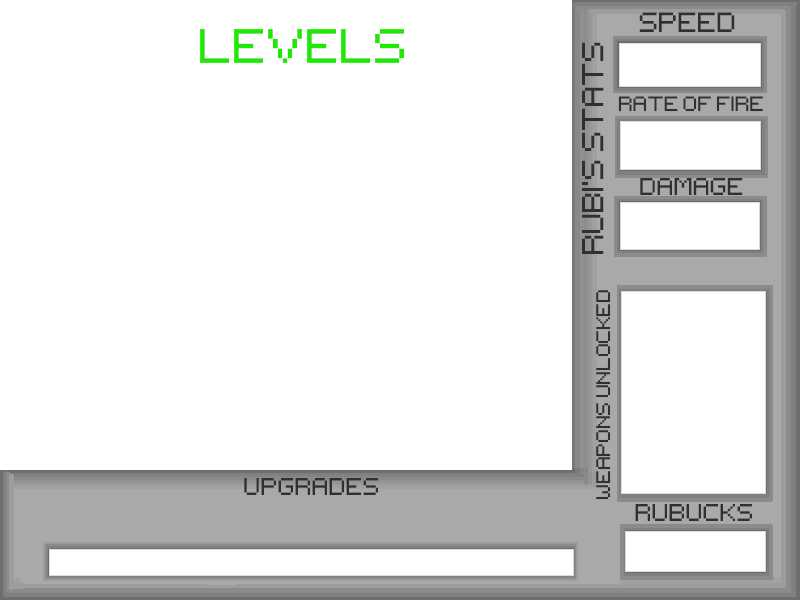 LEVELS
SPEED
RUBI'S STATS
RATE OF FIRE
DAMAGE
WEAPONS UNLOCKED
UPGRADES
RUBUCKS